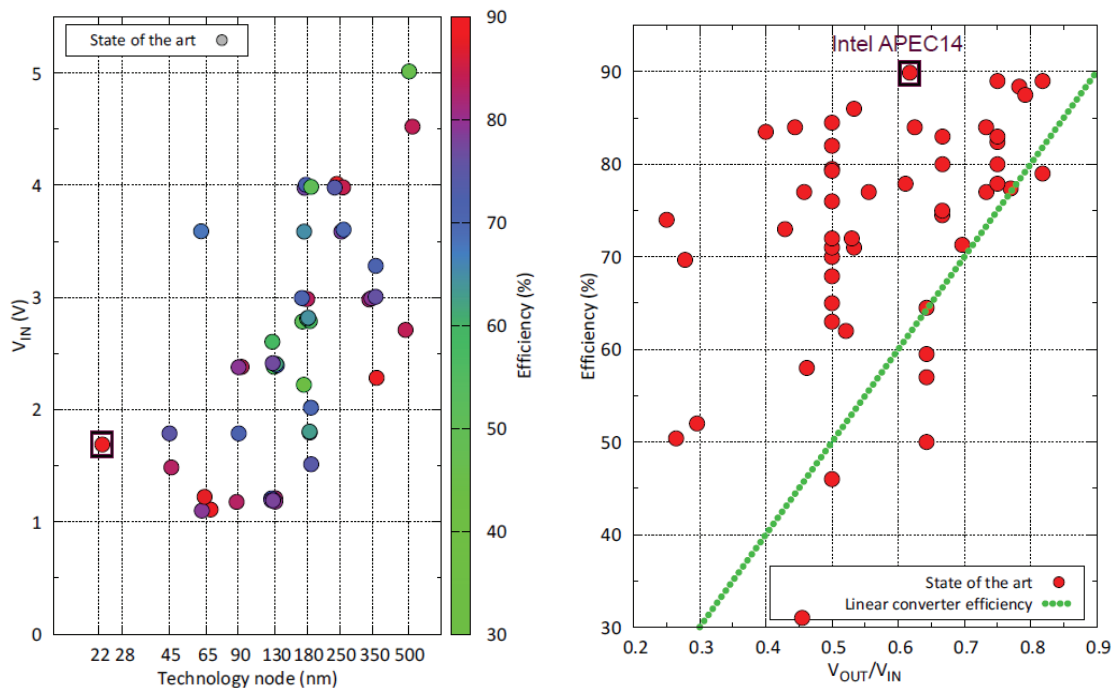 State of the art
5
4
3
2
1
0
V_IN (V)
22 28 45 65 90 130 180 250 350 500
Technology node (nm)
90
80
70
60
50
40
30
Efficiency (%)
Intel APEC14
90
80
70
60
50
40
30
Efficiency (%)
State of the art
Linear converter efficiency
0.2 0.3 0.4 0.5 0.6 0.7 0.8 0.9
V_OUT/V_IN